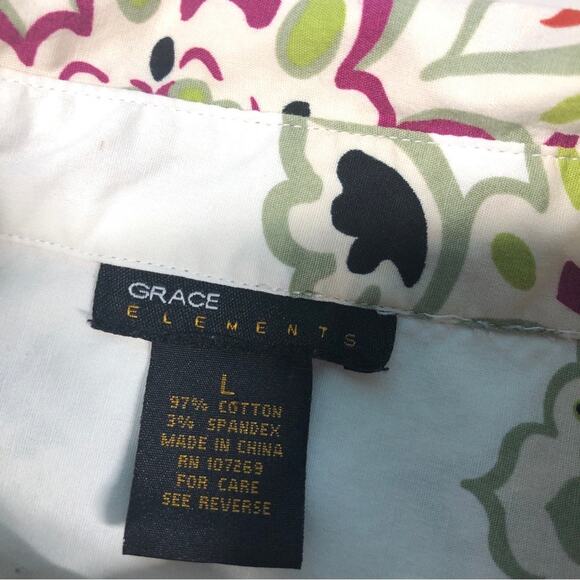 GRACE
ELEMENTS
L
97% COTTON
3% SPANDEX
MADE IN CHINA
RN 107269
FOR CARE
SEE REVERSE